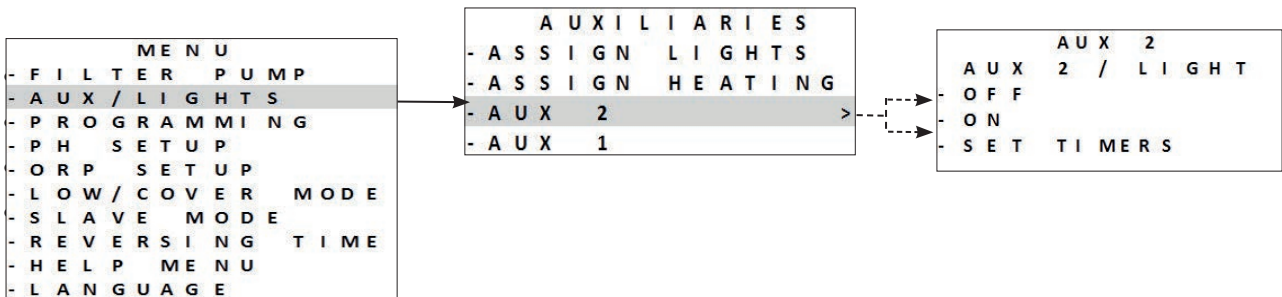 MENU
- FILTER PUMP
- AUX/LIGHTS
- PROGRAMMING
- PH SETUP
- ORP SETUP
- LOW/COVER MODE
- SLAVE MODE
- REVERSING TIME
- HELP MENU
- LANGUAGE
AUXILIARIES
- ASSIGN LIGHTS
- ASSIGN HEATING
- AUX 2 >
- AUX 1
AUX 2
AUX 2 / LIGHT
- OFF
- ON
- SET TIMERS